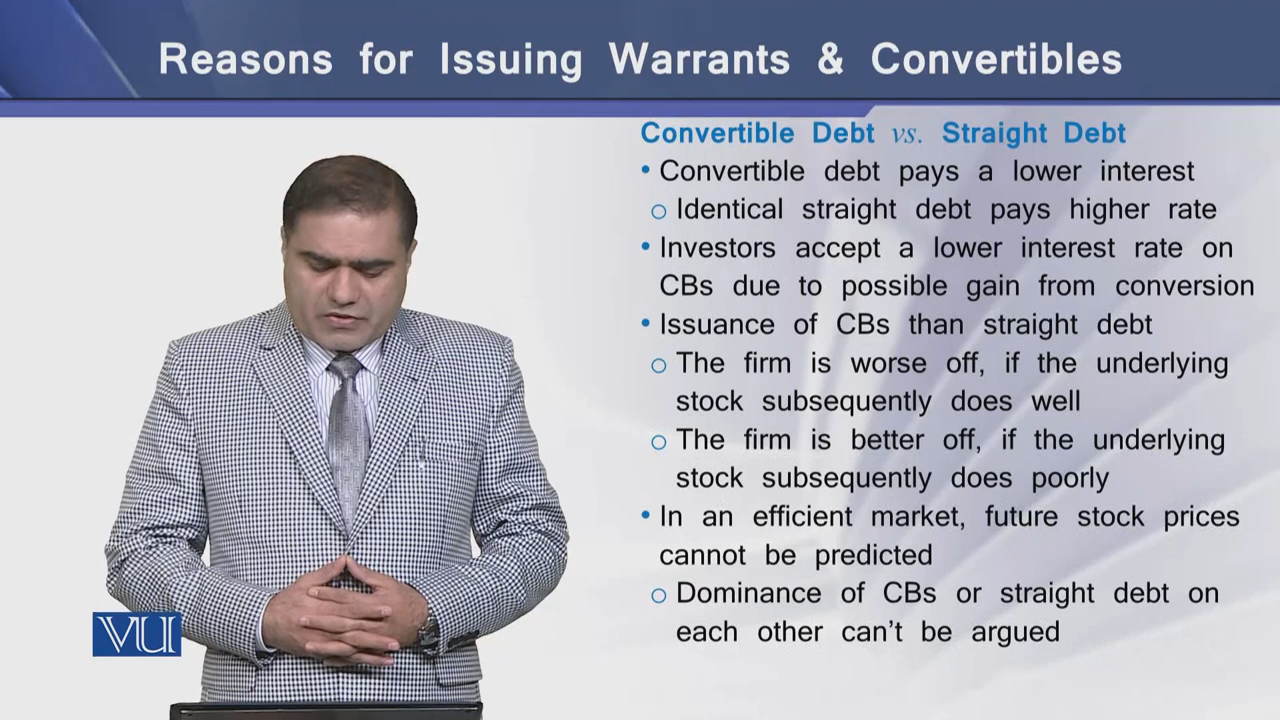 Reasons for Issuing Warrants & Convertibles
Convertible Debt vs. Straight Debt
• Convertible debt pays a lower interest
o Identical straight debt pays higher rate
• Investors accept a lower interest rate on
CBs due to possible gain from conversion
• Issuance of CBs than straight debt
o The firm is worse off, if the underlying
stock subsequently does well
o The firm is better off, if the underlying
stock subsequently does poorly
• In an efficient market, future stock prices
cannot be predicted
o Dominance of CBs or straight debt on
each other can't be argued
VU